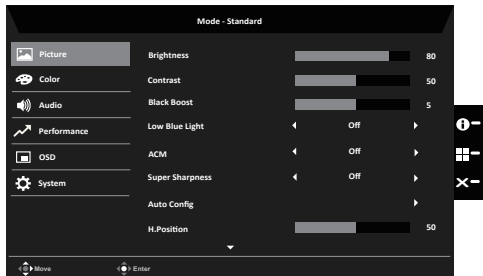 Mode - Standard
Picture
Brightness 80
Color
Contrast 50
Audio
Black Boost 5
Performance
Low Blue Light Off
OSD
ACM Off
System
Super Sharpness Off
Auto Config
H.Position 50
Move Enter